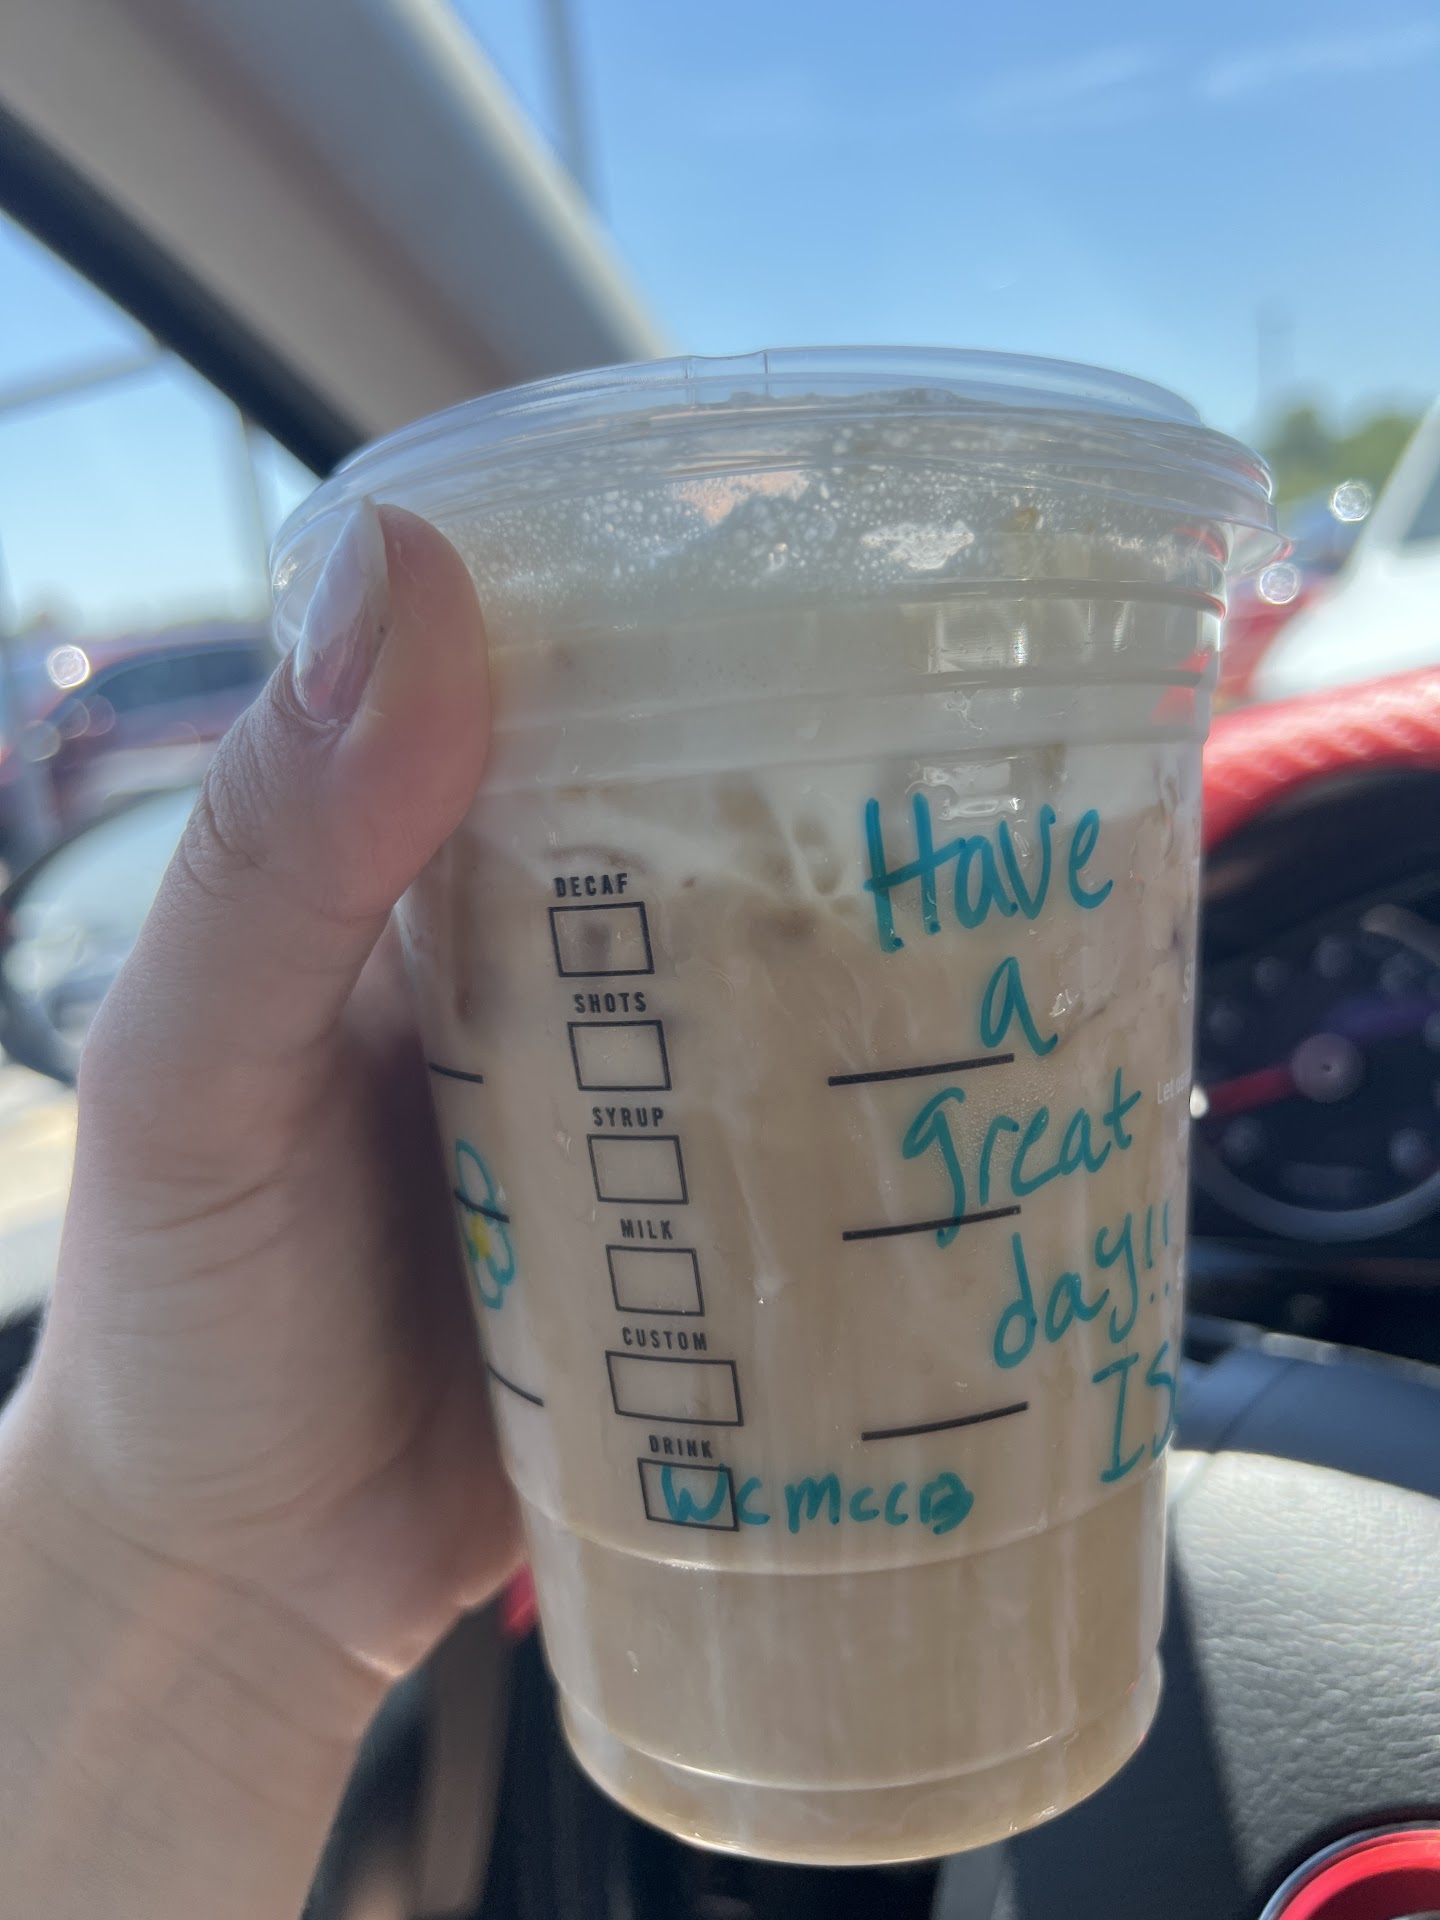 DECAF
SHOTS
SYRUP
MILK
CUSTOM
DRINK
WCMCCB
Have
a
great
day!!